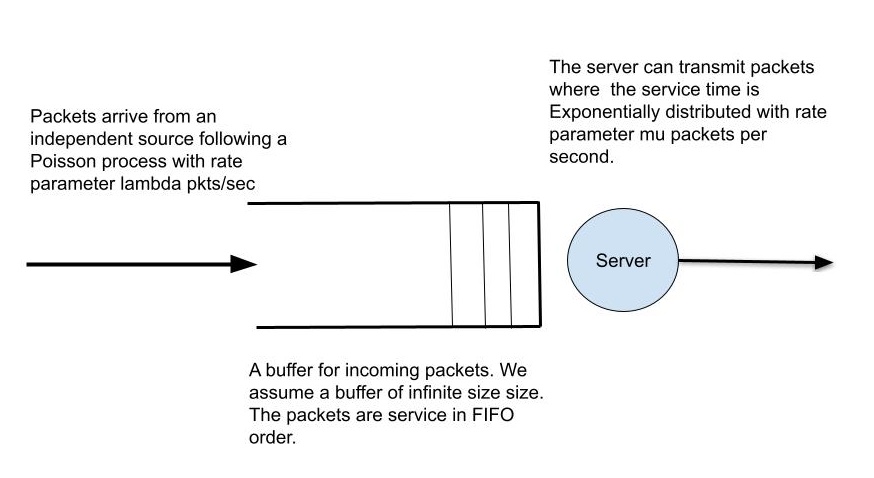 Packets arrive from an
independent source following a
Poisson process with rate
parameter lambda pkts/sec
The server can transmit packets
where  the service time is
Exponentially distributed with rate
parameter mu packets per
second.
Server
A buffer for incoming packets. We
assume a buffer of infinite size size.
The packets are service in FIFO
order.